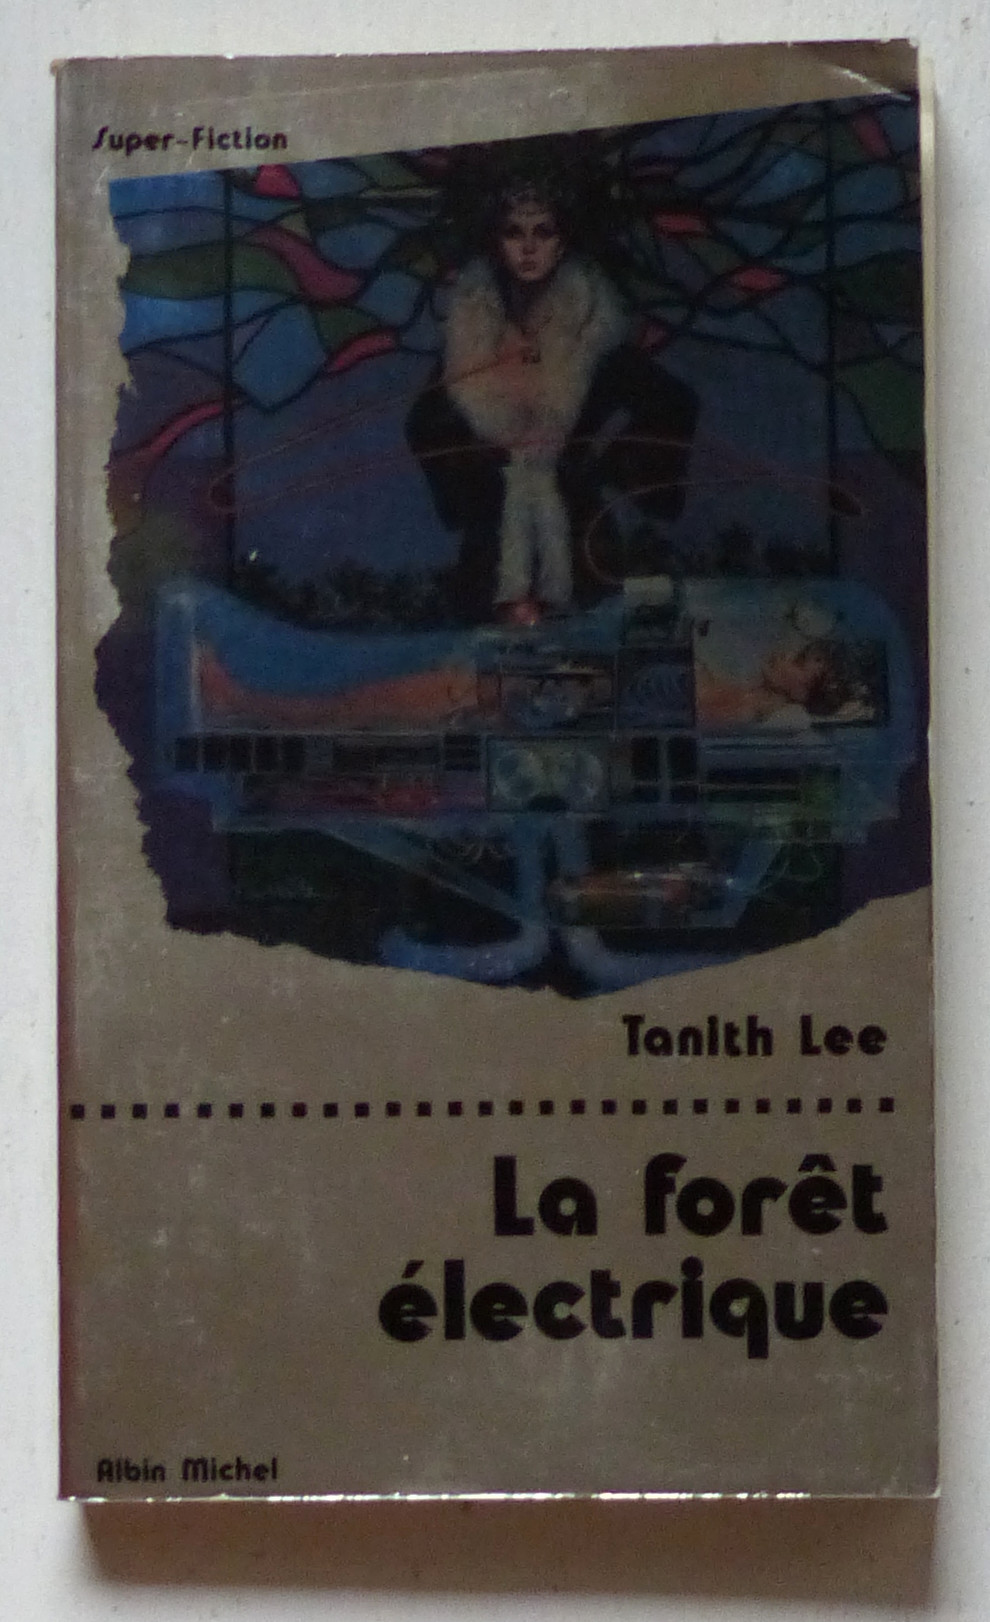 Super-Fiction
Tanith Lee
La forêt
électrique
Albin Michel